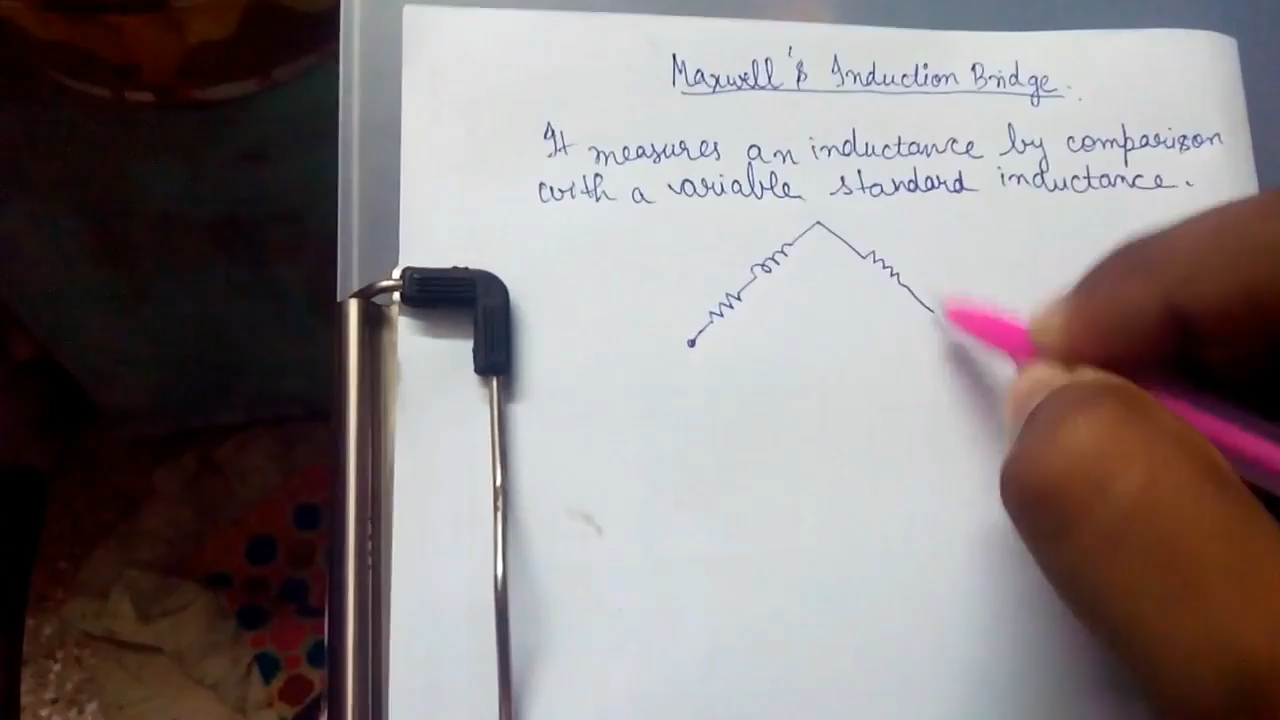 Maxwell's Induction Bridge.
It measures an inductance by comparison
with a variable standard inductance.